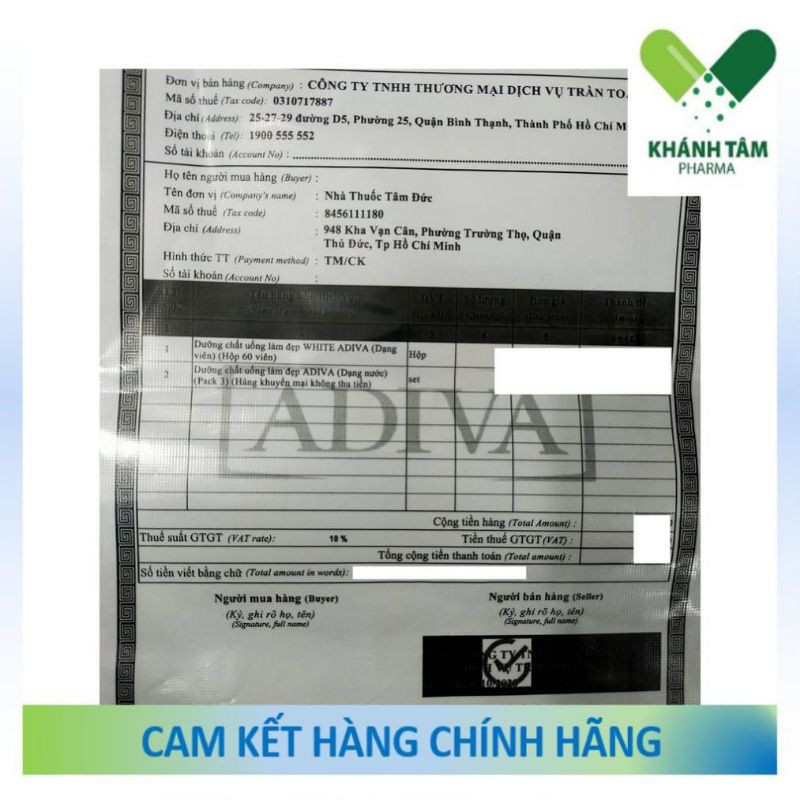 KHÁNH TÂM
PHARMA
Đơn vị bán hàng (Company) : CÔNG TY TNHH THƯƠNG MẠI DỊCH VỤ TRẦN
Mã số thuế (Tax code): 0310717887
Địa chỉ (Address): 25-27-29 đường D5, Phường 25, Quận Bình Thạnh, Thành Phố Hồ Chí
Điện thoại (Tel): 1900 555 552
Số tài khoản (Account No) :
Họ tên người mua hàng (Buyer) :
Tên đơn vị (Company's name) : Nhà Thuốc Tâm Đức
Mã số thuế (Tax code) : 8456111180
Địa chỉ (Address) : 948 Kha Vạn Cân, Phường Trường Thọ, Quận
Thủ Đức, Tp Hồ Chí Minh
Hình thức TT (Payment method) : TM/CK
Số tài khoản (Account No) :
STT Tên hàng ĐVT Số lượng Đơn giá Thành tiền
1 Dưỡng chất uống làm đẹp WHITE ADIVA (Dạng
viên) (Hộp 60 viên) Hộp
2 Dưỡng chất uống làm đẹp ADIVA (Dạng nước)
(Pack 3) (Hàng khuyến mại không thu tiền) set
ADIVA
Cộng tiền hàng (Total Amount) :
Thuế suất GTGT (VAT rate): 10 % Tiền thuế GTGT (VAT) :
Tổng cộng tiền thanh toán (Total amount) :
Số tiền viết bằng chữ (Total amount in words):
Người mua hàng (Buyer) Người bán hàng (Seller)
(Ký, ghi rõ họ, tên) (Ký, ghi rõ họ, tên)
(Signature, full name) (Signature, full name)
CAM KẾT HÀNG CHÍNH HÃNG